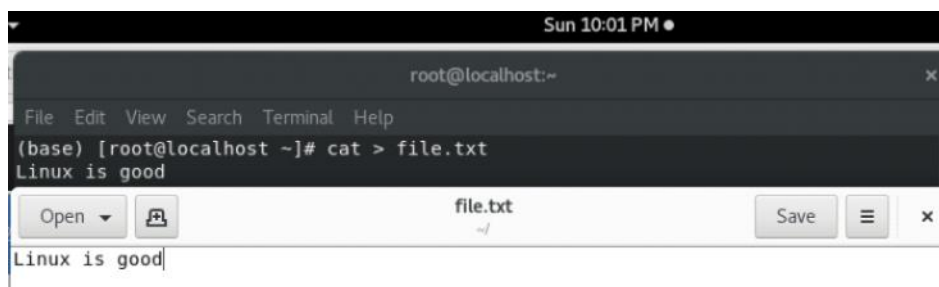 Sun 10:01 PM
root@localhost:~
File Edit View Search Terminal Help
(base) [root@localhost ~]# cat > file.txt
Linux is good
Open file.txt Save
~/
Linux is good